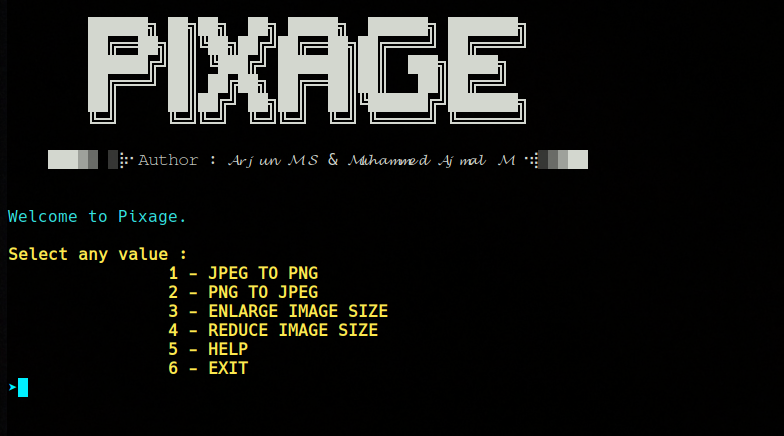 PIXAGE
Author : 𝒜𝓇𝒿𝓊𝓃 ℳ𝒮 & ℳ𝓊𝒽𝒶𝓂𝓂𝑒𝒹 𝒜𝒿𝓂𝒶𝓁 ℳ
Welcome to Pixage.
Select any value :
1 - JPEG TO PNG
2 - PNG TO JPEG
3 - ENLARGE IMAGE SIZE
4 - REDUCE IMAGE SIZE
5 - HELP
6 - EXIT
➤